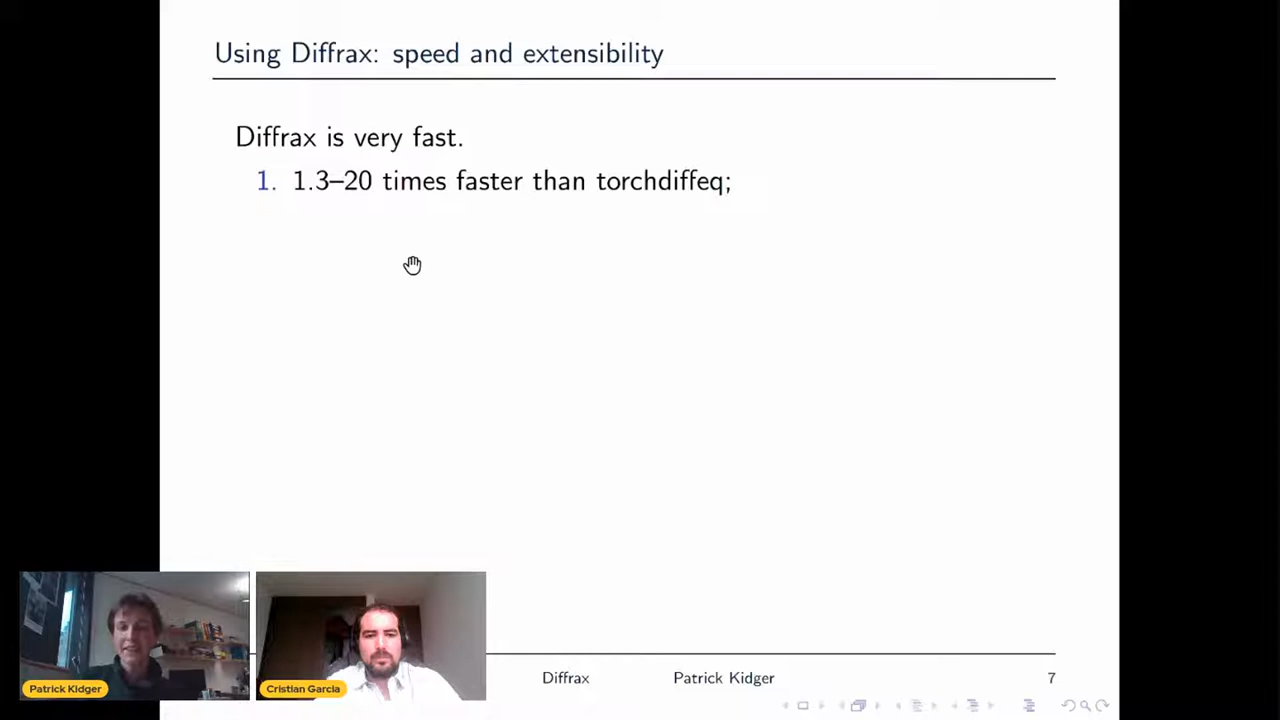 Using Diffrax: speed and extensibility
Diffrax is very fast.
1. 1.3–20 times faster than torchdiffeq;
Patrick Kidger
Cristian Garcia
Diffrax
Patrick Kidger
7